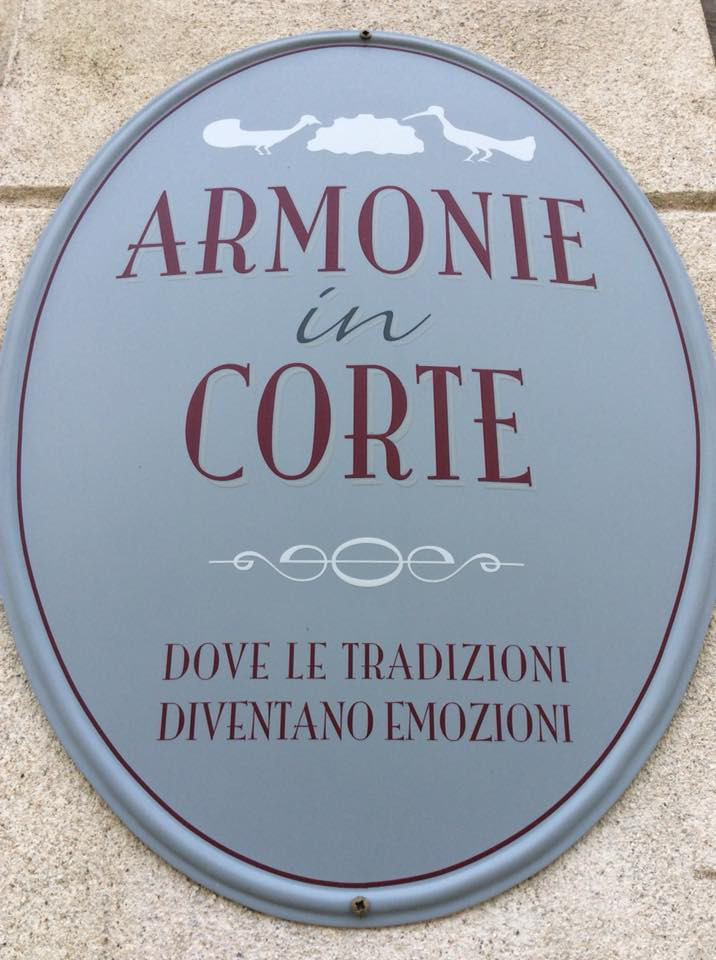 ARMONIE
in
CORTE
DOVE LE TRADIZIONI
DIVENTANO EMOZIONI